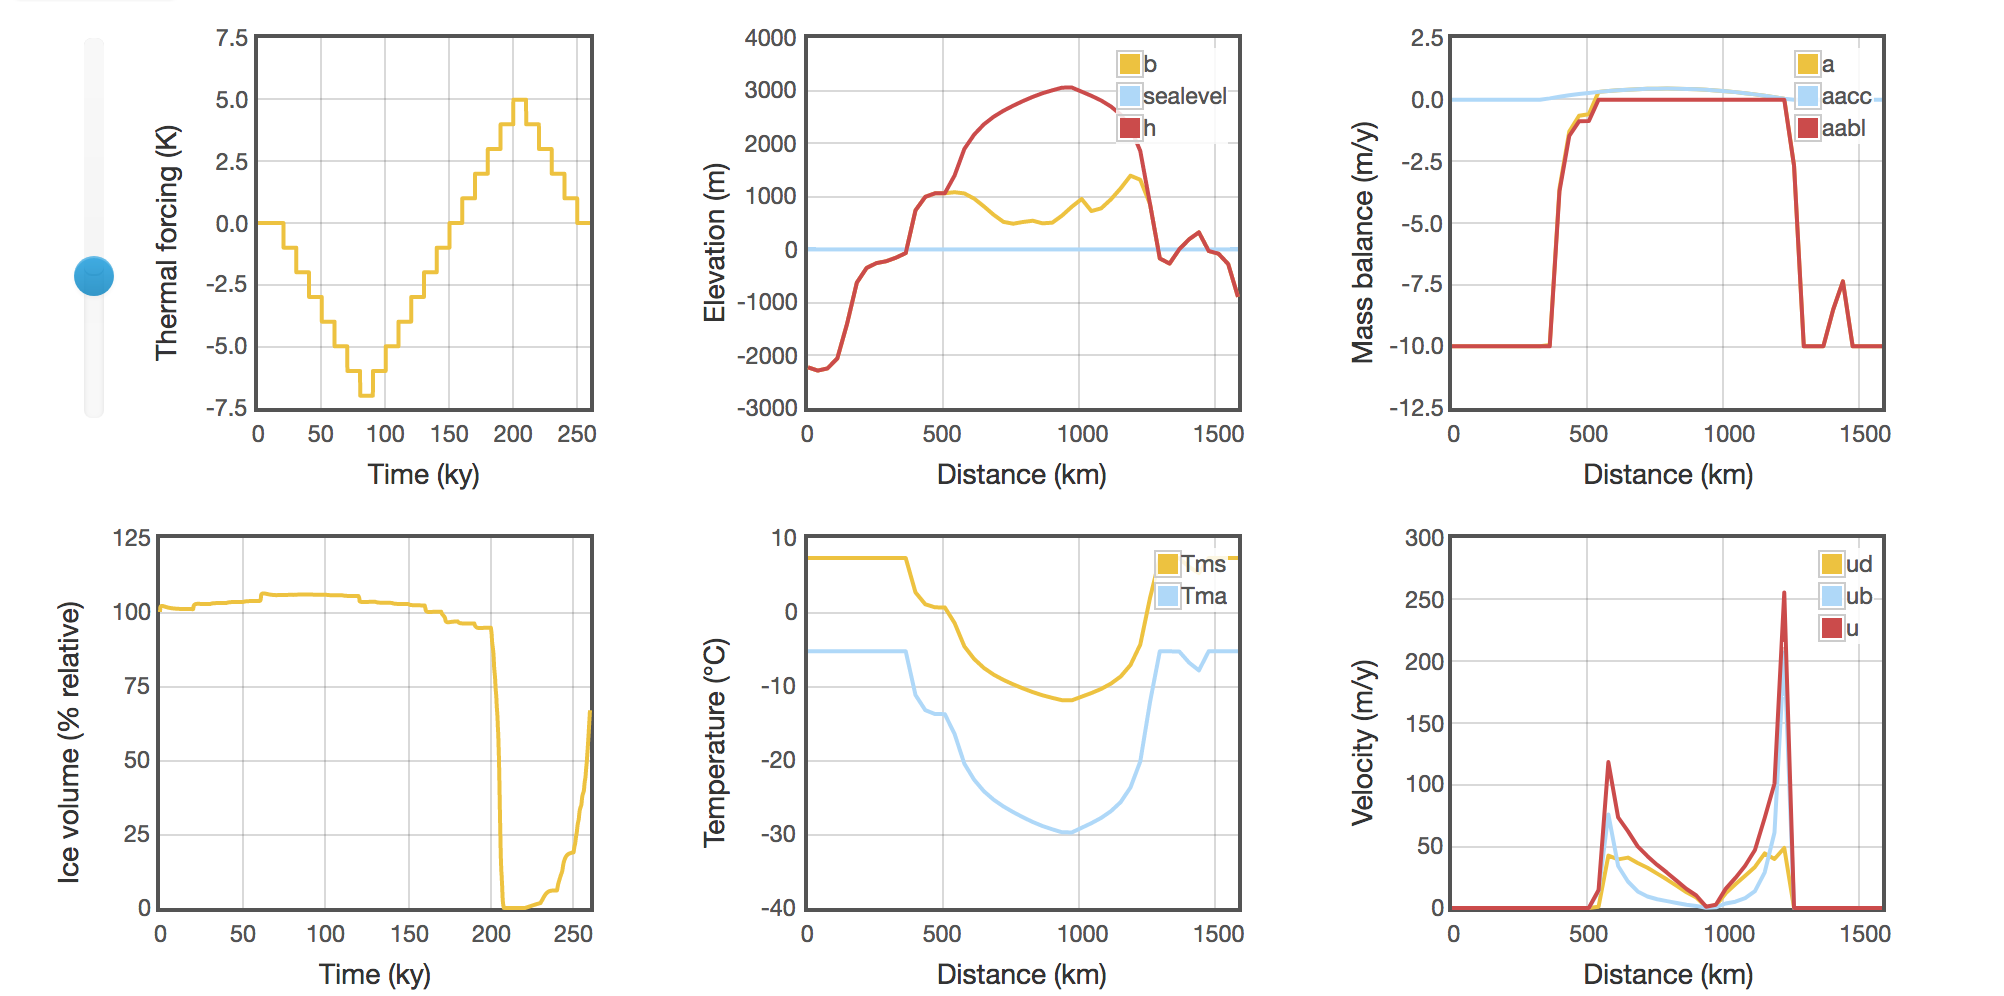 Thermal forcing (K)
7.5
5.0
2.5
0.0
-2.5
-5.0
-7.5
0 50 100 150 200 250
Time (ky)
Elevation (m)
4000
3000
2000
1000
0
-1000
-2000
-3000
b
sealevel
h
0 500 1000 1500
Distance (km)
Mass balance (m/y)
2.5
0.0
-2.5
-5.0
-7.5
-10.0
-12.5
a
aacc
aabl
0 500 1000 1500
Distance (km)
Ice volume (% relative)
125
100
75
50
25
0
0 50 100 150 200 250
Time (ky)
Temperature (°C)
10
0
-10
-20
-30
-40
Tms
Tma
0 500 1000 1500
Distance (km)
Velocity (m/y)
300
250
200
150
100
50
0
ud
ub
u
0 500 1000 1500
Distance (km)